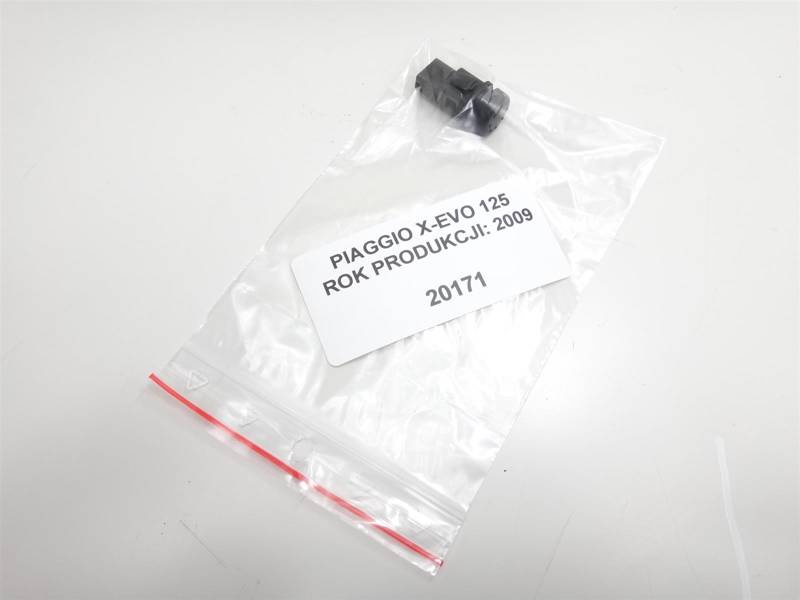 PIAGGIO X-EVO 125
ROK PRODUKCJI: 2009
20171